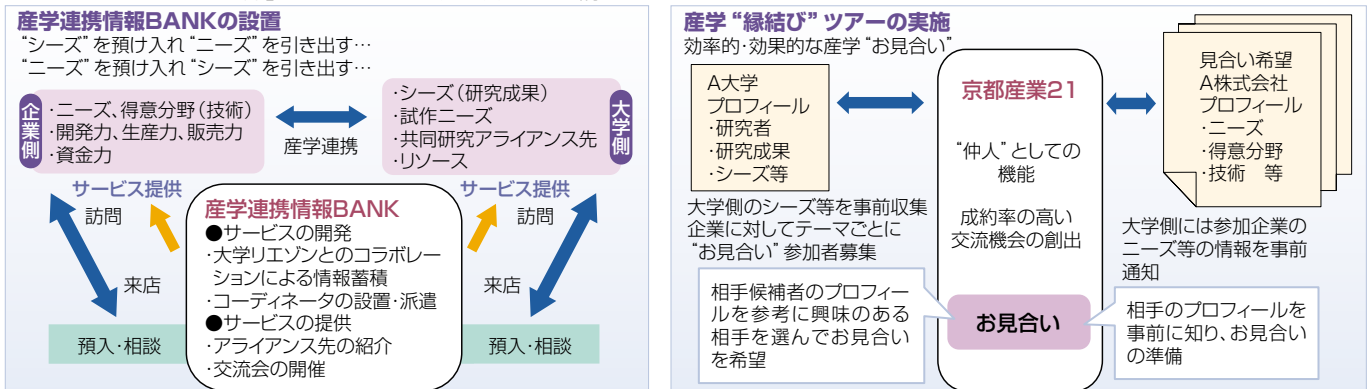 産学連携情報BANKの設置
“シーズ”を預け入れ“ニーズ”を引き出す…
“ニーズ”を預け入れ“シーズ”を引き出す…
企業側
・ニーズ、得意分野(技術)
・開発力、生産力、販売力
・資金力
産学連携
・シーズ(研究成果)
・試作ニーズ
・共同研究アライアンス先
・リソース
大学側
サービス提供
訪問
来店
預入・相談
産学連携情報BANK
●サービスの開発
・大学リエゾンとのコラボレー
ションによる情報蓄積
・コーディネータの設置・派遣
●サービスの提供
・アライアンス先の紹介
・交流会の開催
サービス提供
訪問
来店
預入・相談
産学“縁結び”ツアーの実施
効率的・効果的な産学“お見合い”
A大学
プロフィール
・研究者
・研究成果
・シーズ等
大学側のシーズ等を事前収集
企業に対してテーマごとに
“お見合い”参加者募集
相手候補者のプロフィー
ルを参考に興味のある
相手を選んでお見合い
を希望
京都産業21
“仲人”としての
機能
成約率の高い
交流機会の創出
お見合い
見合い希望
A株式会社
プロフィール
・ニーズ
・得意分野
・技術 等
大学側には参加企業の
ニーズ等の情報を事前
通知
相手のプロフィールを
事前に知り、お見合い
の準備